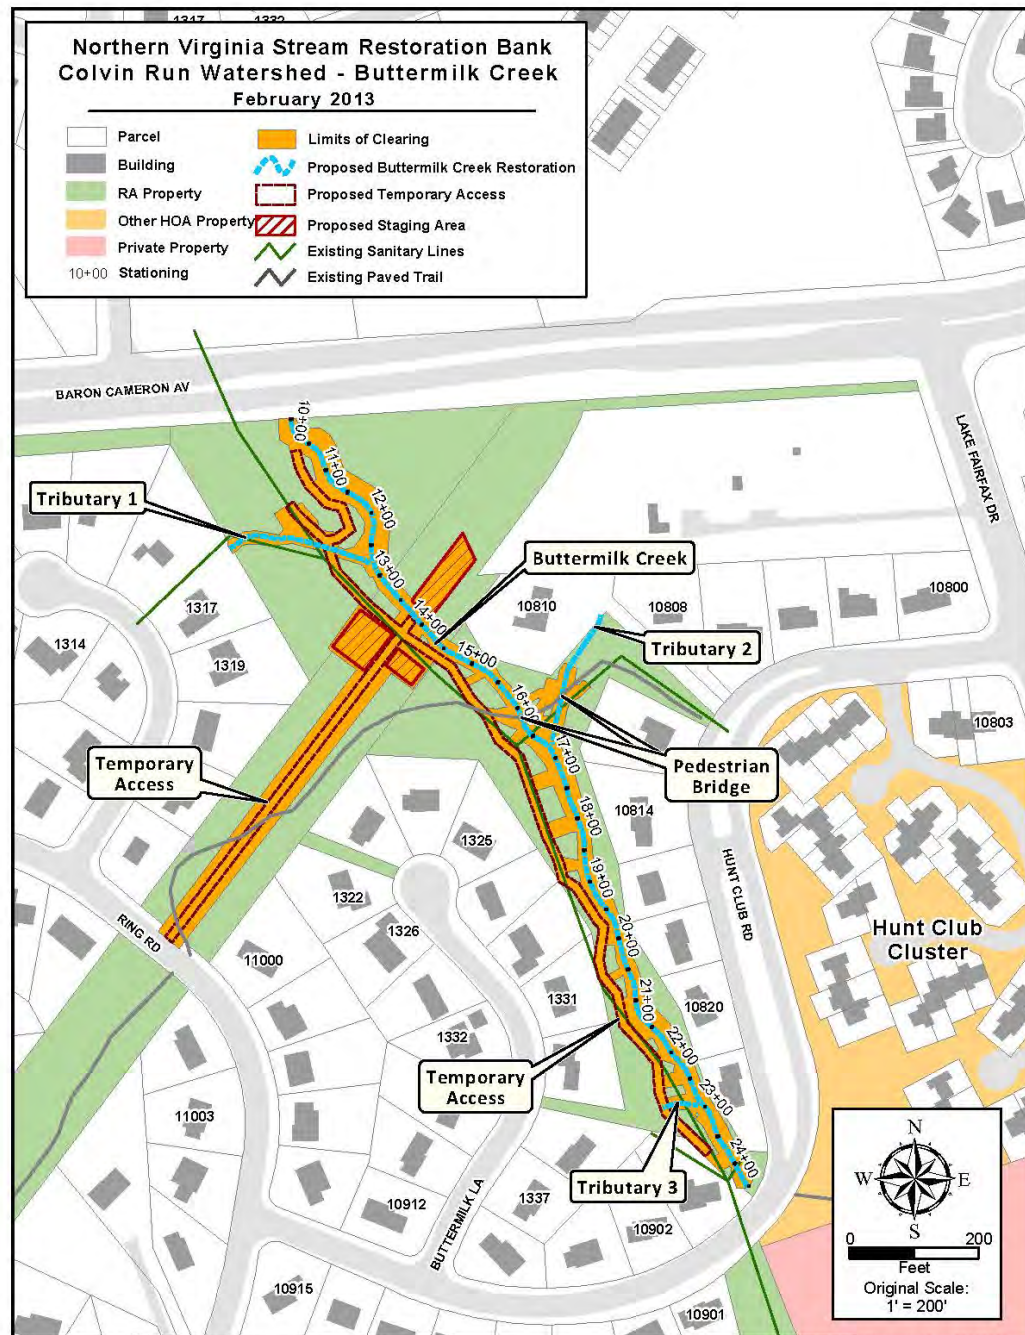 1317
1332
Northern Virginia Stream Restoration Bank
Colvin Run Watershed - Buttermilk Creek
February 2013
Parcel
Building
RA Property
Other HOA Property
Private Property
10+00 Stationing
Limits of Clearing
Proposed Buttermilk Creek Restoration
Proposed Temporary Access
Proposed Staging Area
Existing Sanitary Lines
Existing Paved Trail
BARON CAMERON AV
LAKE FAIRFAX DR
10+00
11+00
12+00
Tributary 1
13+00
Buttermilk Creek
14+00
1317
10810
10808
10800
1314
1319
15+00
Tributary 2
16+00
10803
Temporary
Access
17+00
Pedestrian
Bridge
18+00
10814
1325
HUNT CLUB RD
19+00
1322
RING RD
1326
20+00
Hunt Club
Cluster
11000
1331
21+00
10820
1332
22+00
Temporary
Access
23+00
11003
24+00
Tributary 3
BUTTERMILK LA
10912
1337
10902
10915
10901
N
W
E
S
0
200
Feet
Original Scale:
1' = 200'